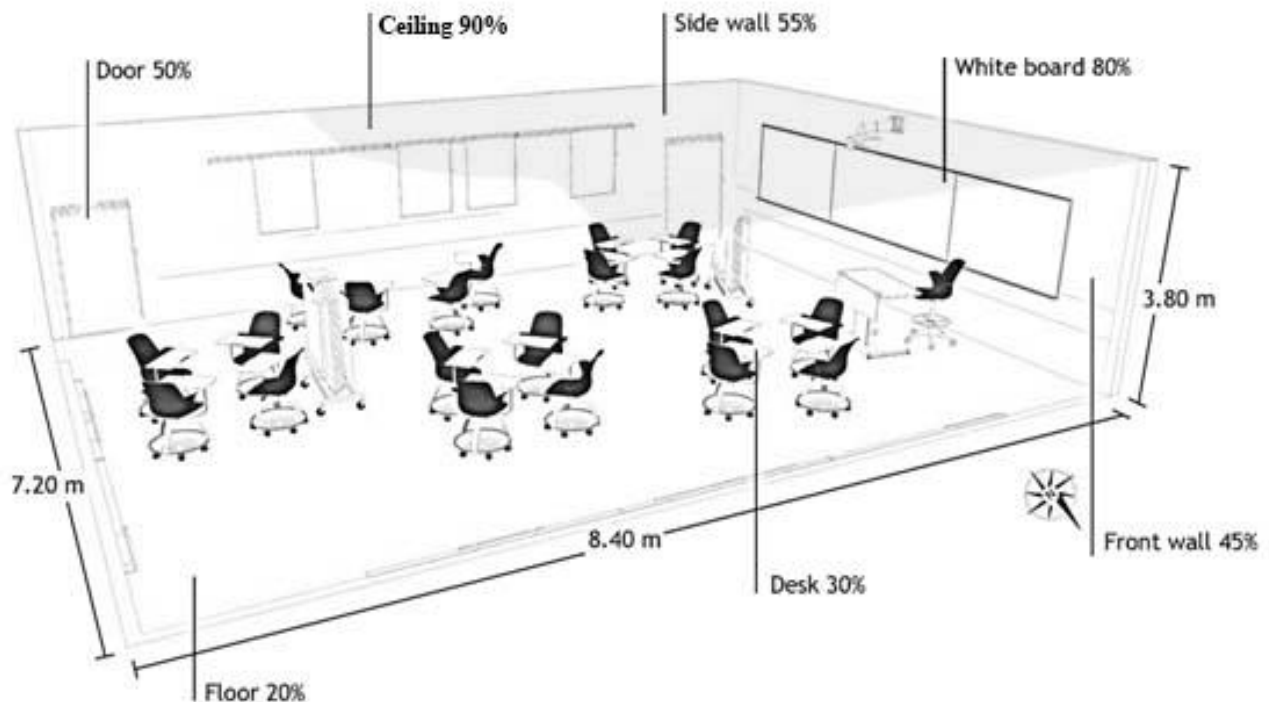 Ceiling 90%
Side wall 55%
Door 50%
White board 80%
3.80 m
7.20 m
8.40 m
Front wall 45%
Desk 30%
Floor 20%